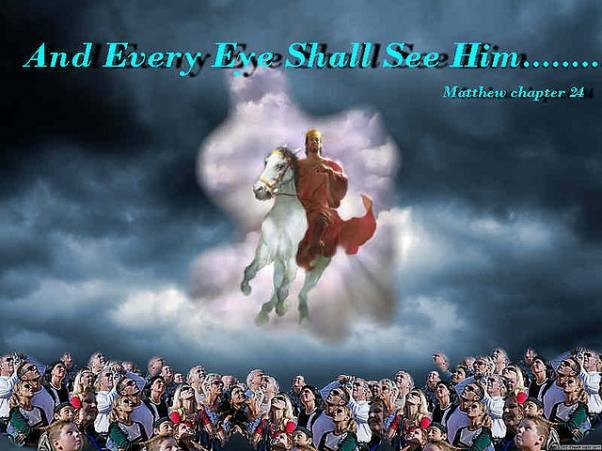 And Every Eye Shall See Him........
Matthew chapter 24